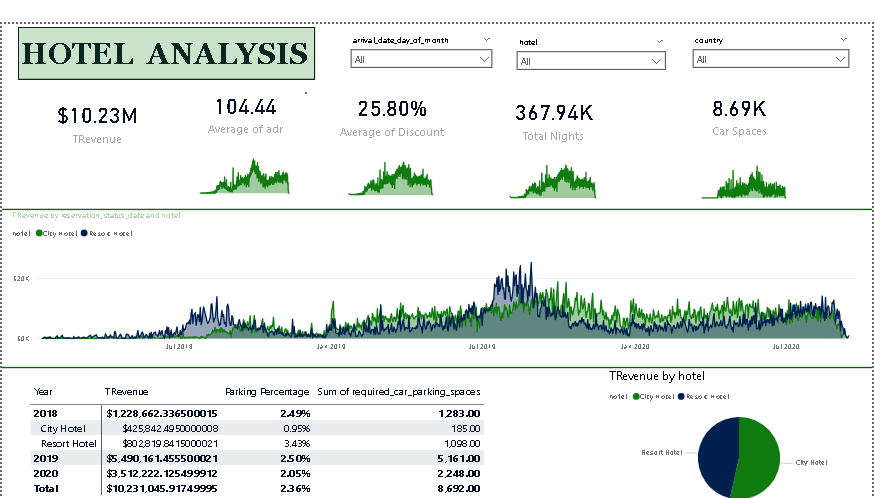 HOTEL ANALYSIS
arrival_date_day_of_month
All
hotel
All
country
All
$10.23M
TRevenue
104.44
Average of adr
25.80%
Average of Discount
367.94K
Total Nights
8.69K
Car Spaces
TRevenue by reservation_status_date and hotel
hotel City Hotel Resort Hotel
$20K
$0K
Jul 2018 Jan 2019 Jul 2019 Jan 2020 Jul 2020
Year TRevenue Parking Percentage Sum of required_car_parking_spaces
2018 $1,228,662.336500015 2.49% 1,283.00
City Hotel $425,842.4950000008 0.95% 185.00
Resort Hotel $802,819.8415000021 3.43% 1,098.00
2019 $5,490,161.455500021 2.50% 5,161.00
2020 $3,512,222.125499912 2.05% 2,248.00
Total $10,231,045.91749995 2.36% 8,692.00
TRevenue by hotel
hotel City Hotel Resort Hotel
Resort Hotel
City Hotel